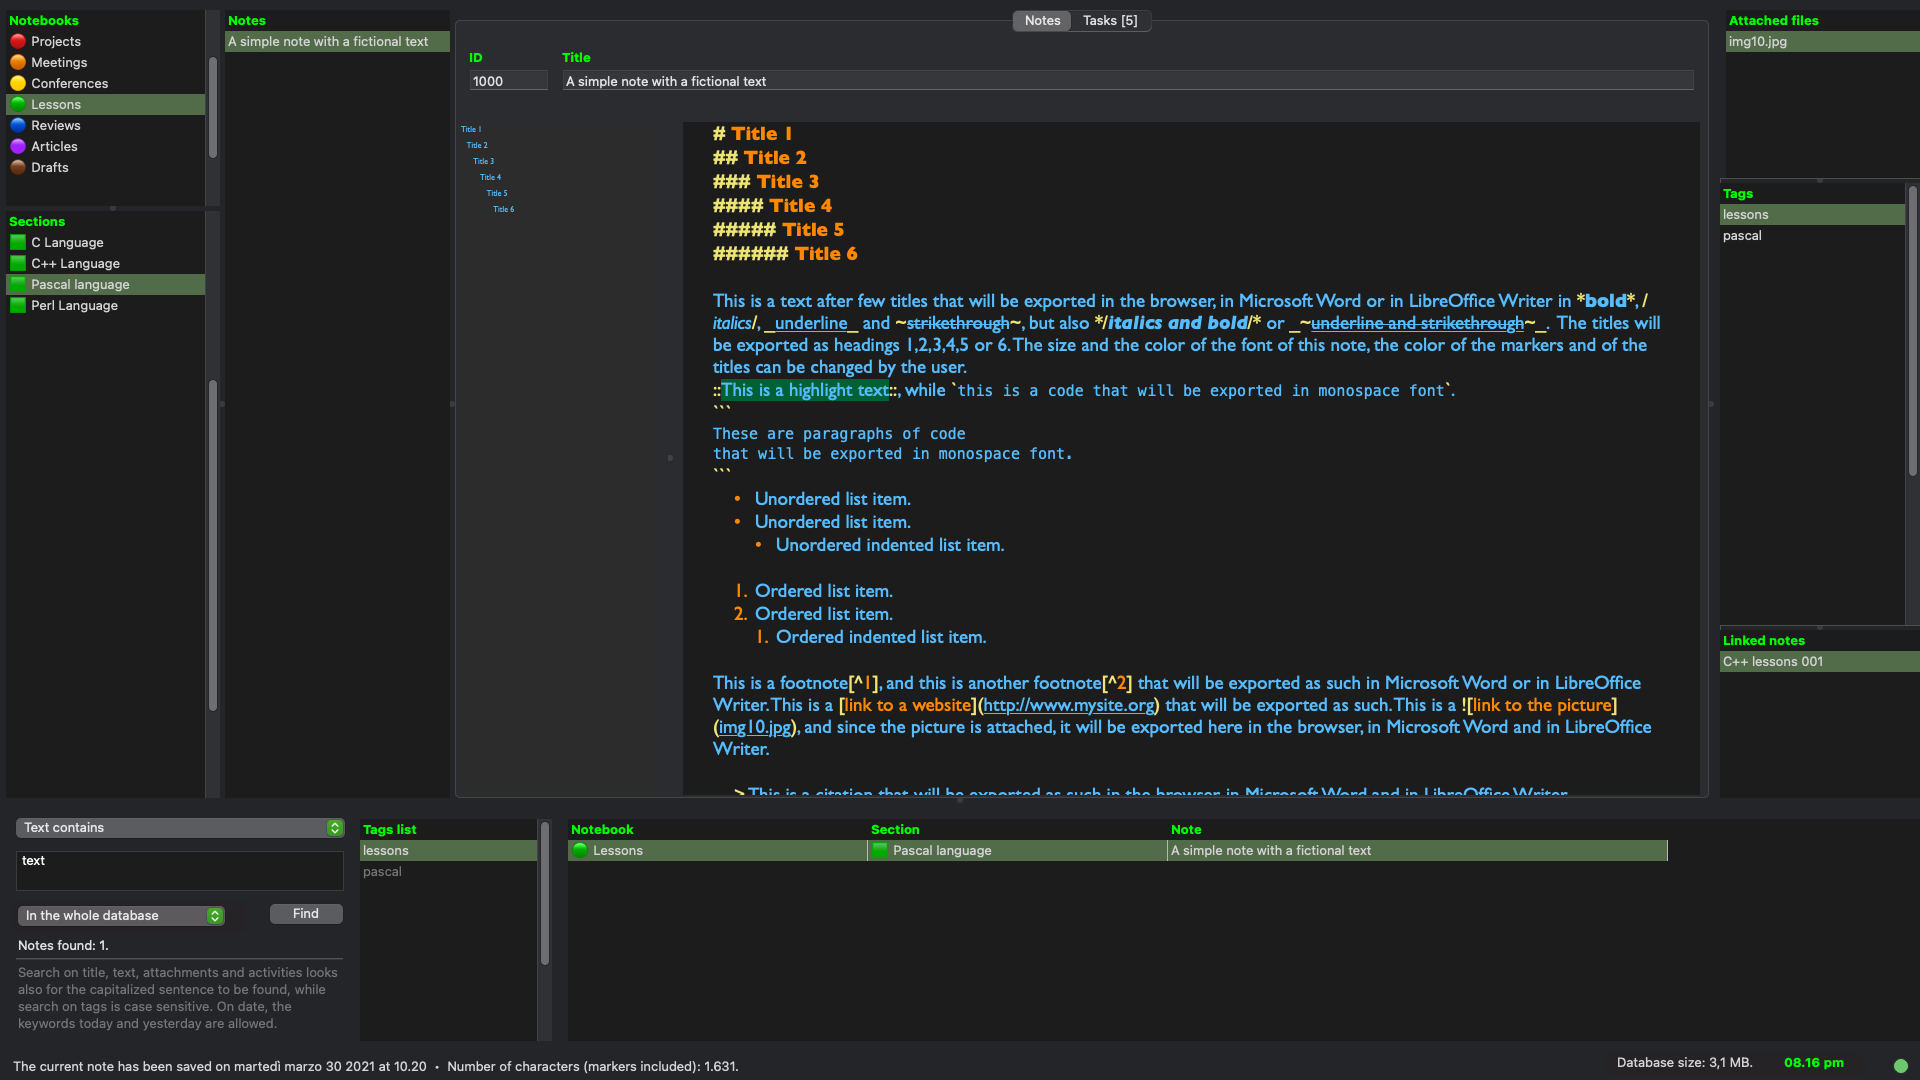 Notebooks
Projects
Meetings
Conferences
Lessons
Reviews
Articles
Drafts
Sections
C Language
C++ Language
Pascal language
Perl Language
Notes
A simple note with a fictional text
Notes
Tasks [5]
ID
Title
1000
A simple note with a fictional text
Title 1
Title 2
Title 3
Title 4
Title 5
Title 6
# Title 1
## Title 2
### Title 3
#### Title 4
##### Title 5
###### Title 6
This is a text after few titles that will be exported in the browser, in Microsoft Word or in LibreOffice Writer in *bold*, /
italics/, _underline_ and ~strikethrough~, but also */italics and bold/* or _~underline and strikethrough~_. The titles will
be exported as headings 1,2,3,4,5 or 6. The size and the color of the font of this note, the color of the markers and of the
titles can be changed by the user.
::This is a highlight text::, while `this is a code that will be exported in monospace font`.
```
These are paragraphs of code
that will be exported in monospace font.
```
• Unordered list item.
• Unordered list item.
• Unordered indented list item.
1. Ordered list item.
2. Ordered list item.
1. Ordered indented list item.
This is a footnote[^1], and this is another footnote[^2] that will be exported as such in Microsoft Word or in LibreOffice
Writer. This is a [link to a website](http://www.mysite.org) that will be exported as such. This is a ![link to the picture]
(img10.jpg), and since the picture is attached, it will be exported here in the browser, in Microsoft Word and in LibreOffice
Writer.
> This is a citation that will be exported as such in the browser, in Microsoft Word and in LibreOffice Writer.
Attached files
img10.jpg
Tags
lessons
pascal
Linked notes
C++ lessons 001
Text contains
text
In the whole database
Find
Notes found: 1.
Search on title, text, attachments and activities looks
also for the capitalized sentence to be found, while
search on tags is case sensitive. On date, the
keywords today and yesterday are allowed.
Tags list
lessons
pascal
Notebook
Section
Note
Lessons
Pascal language
A simple note with a fictional text
The current note has been saved on martedì marzo 30 2021 at 10.20 • Number of characters (markers included): 1.631.
Database size: 3,1 MB.
08.16 pm